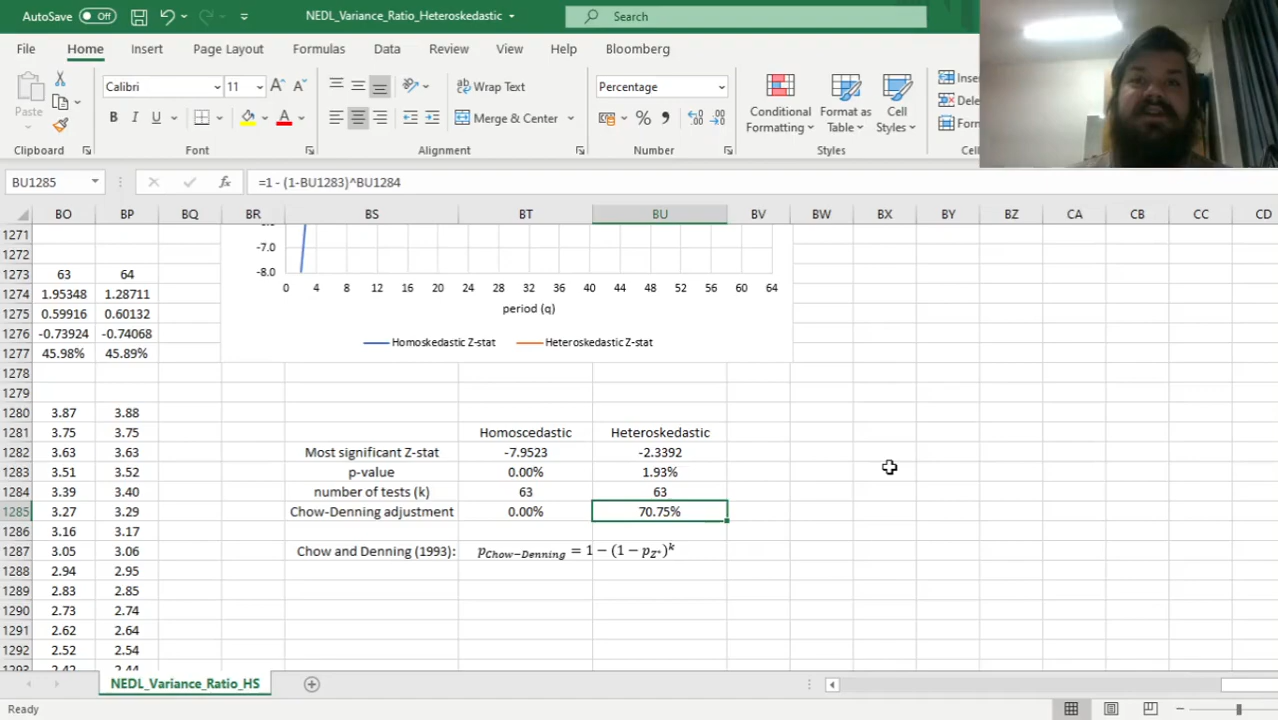 AutoSave Off NEDL_Variance_Ratio_Heteroskedastic Search
File Home Insert Page Layout Formulas Data Review View Help Bloomberg
Paste Calibri 11 Wrap Text Percentage Conditional Formatting Format as Table Cell Styles Inse
Merge & Center Dele
Form
Clipboard Font Alignment Number Styles
BU1285 =1 - (1-BU1283)^BU1284
BO BP BQ BR BS BT BU BV BW BX BY BZ CA CB CC CD
1271
1272 -7.0
1273 63 64 -8.0
1274 1.95348 1.28711 0 4 8 12 16 20 24 28 32 36 40 44 48 52 56 60 64
1275 0.59916 0.60132 period (q)
1276 -0.73924 -0.74068
1277 45.98% 45.89% Homoskedastic Z-stat Heteroskedastic Z-stat
1278
1279
1280 3.87 3.88
1281 3.75 3.75 Homoscedastic Heteroskedastic
1282 3.63 3.63 Most significant Z-stat -7.9523 -2.3392
1283 3.51 3.52 p-value 0.00% 1.93%
1284 3.39 3.40 number of tests (k) 63 63
1285 3.27 3.29 Chow-Denning adjustment 0.00% 70.75%
1286 3.16 3.17
1287 3.05 3.06 Chow and Denning (1993): pChow−Denning = 1 − (1 − pZ*)^k
1288 2.94 2.95
1289 2.83 2.85
1290 2.73 2.74
1291 2.62 2.64
1292 2.52 2.54
1293 2.42 2.44
NEDL_Variance_Ratio_HS
Ready